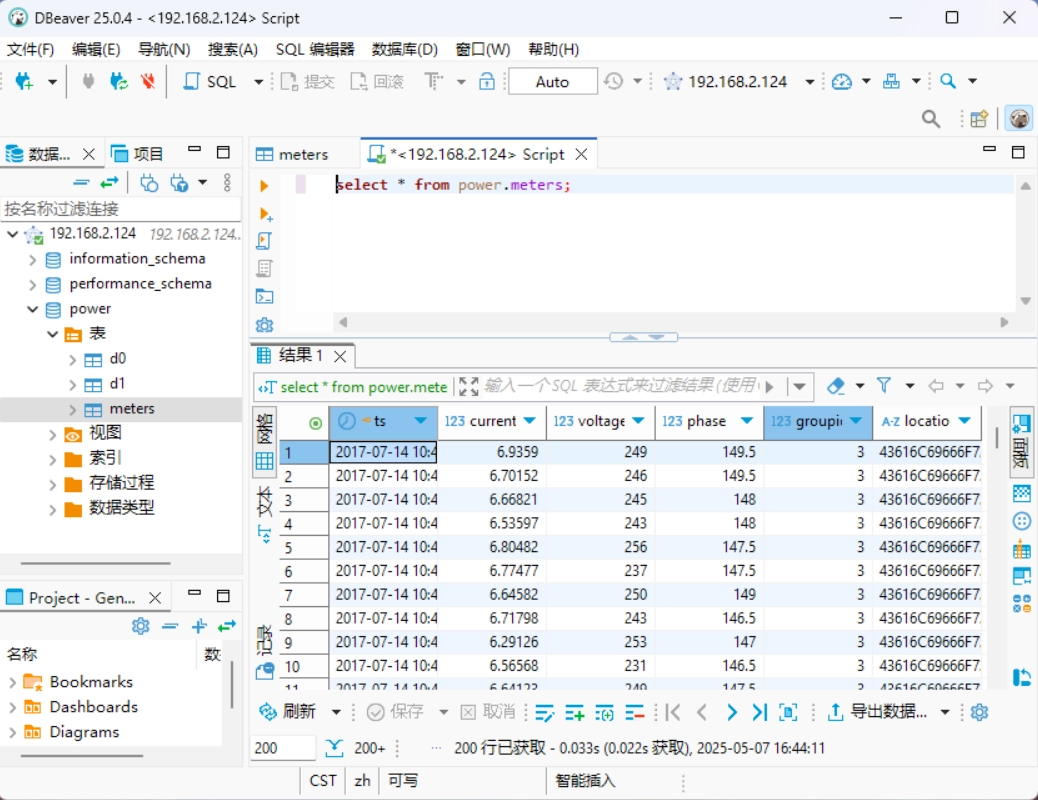 DBeaver 25.0.4 - <192.168.2.124> Script
文件(F) 编辑(E) 导航(N) 搜索(A) SQL 编辑器 数据库(D) 窗口(W) 帮助(H)
SQL 提交 回滚 Auto 192.168.2.124
数据... 项目
meters *<192.168.2.124> Script
按名称过滤连接
select * from power.meters;
192.168.2.124 192.168.2.124...
information_schema
performance_schema
power
表
d0
d1
meters
视图
索引
存储过程
数据类型
结果 1
select * from power.mete 输入一个 SQL 表达式来过滤结果 (使用
网格
文本
记录
面板
ts 123 current 123 voltage 123 phase 123 groupi A-Z locatio
1 2017-07-14 10:4 6.9359 249 149.5 3 43616C69666F7.
2 2017-07-14 10:4 6.70152 246 149.5 3 43616C69666F7.
3 2017-07-14 10:4 6.66821 245 148 3 43616C69666F7.
4 2017-07-14 10:4 6.53597 243 148 3 43616C69666F7.
5 2017-07-14 10:4 6.80482 256 147.5 3 43616C69666F7.
6 2017-07-14 10:4 6.77477 237 147.5 3 43616C69666F7.
7 2017-07-14 10:4 6.64582 250 149 3 43616C69666F7.
8 2017-07-14 10:4 6.71798 243 146.5 3 43616C69666F7.
9 2017-07-14 10:4 6.29126 253 147 3 43616C69666F7.
10 2017-07-14 10:4 6.56568 231 146.5 3 43616C69666F7.
11 2017-07-14 10:4 6.64123 249 147.5 3 43616C69666F7.
Project - Gen...
名称 数
Bookmarks
Dashboards
Diagrams
刷新 保存 取消 导出数据...
200 200+ ... 200 行已获取 - 0.033s (0.022s 获取), 2025-05-07 16:44:11
CST zh 可写 智能插入